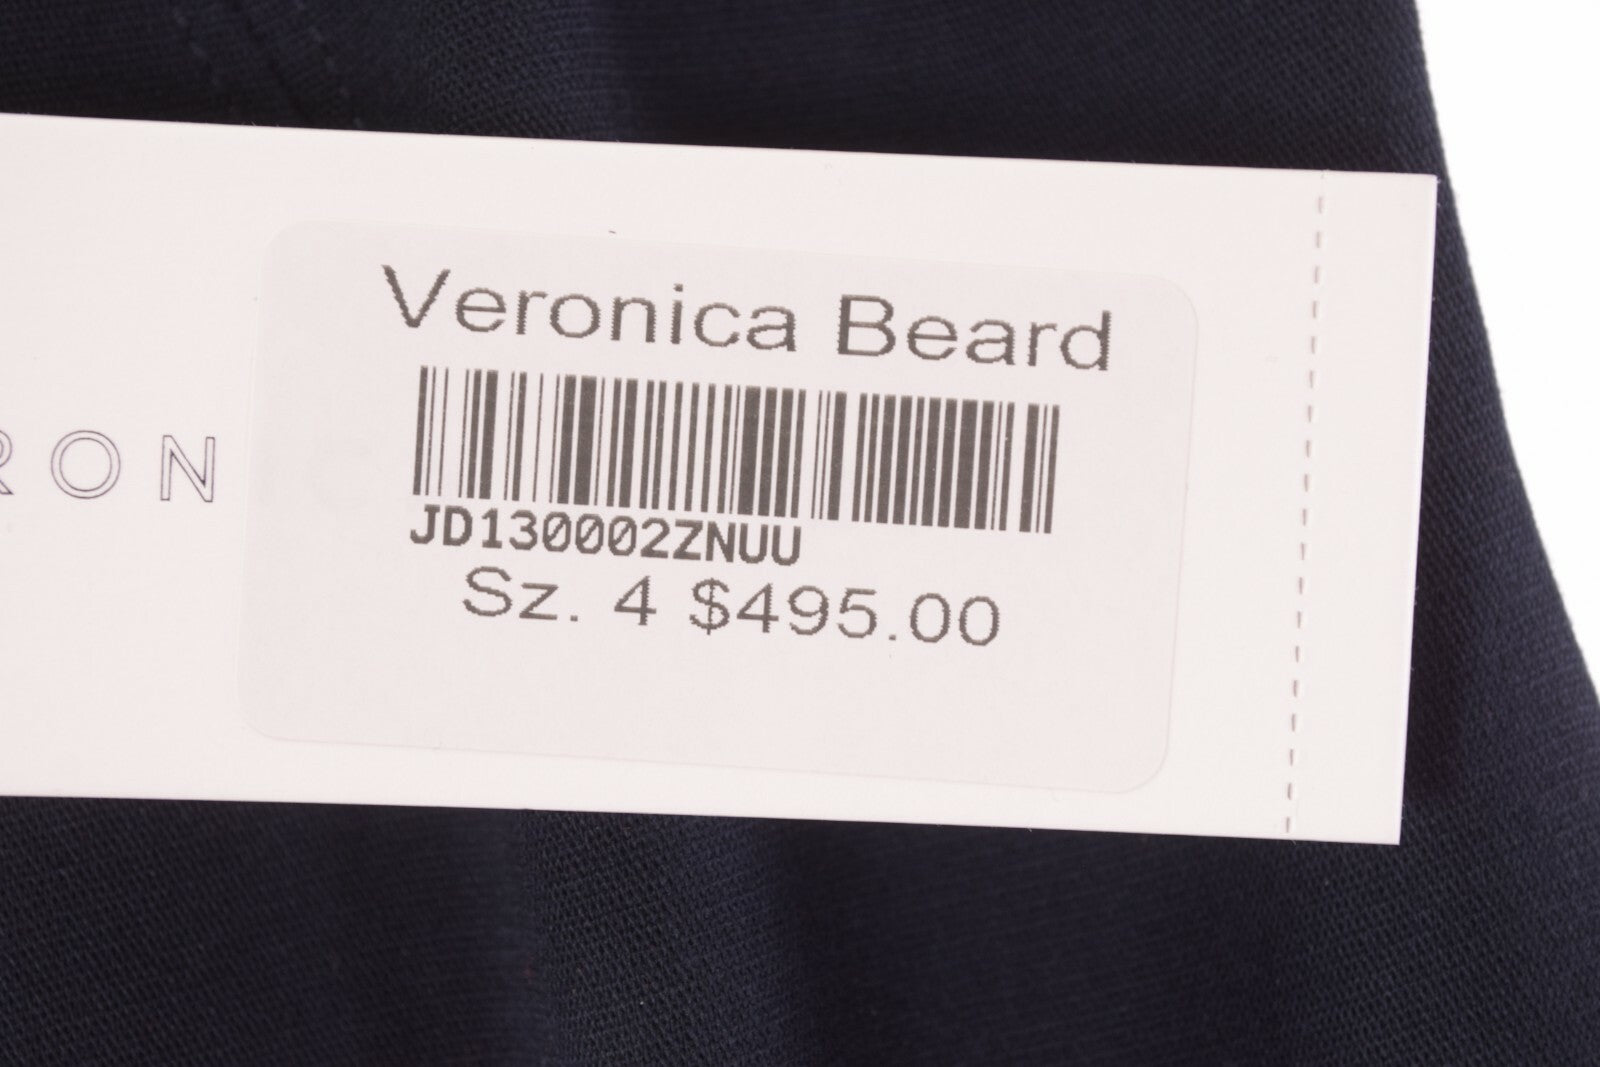 Veronica Beard
RON
JD130002ZNUU
Sz. 4 $495.00